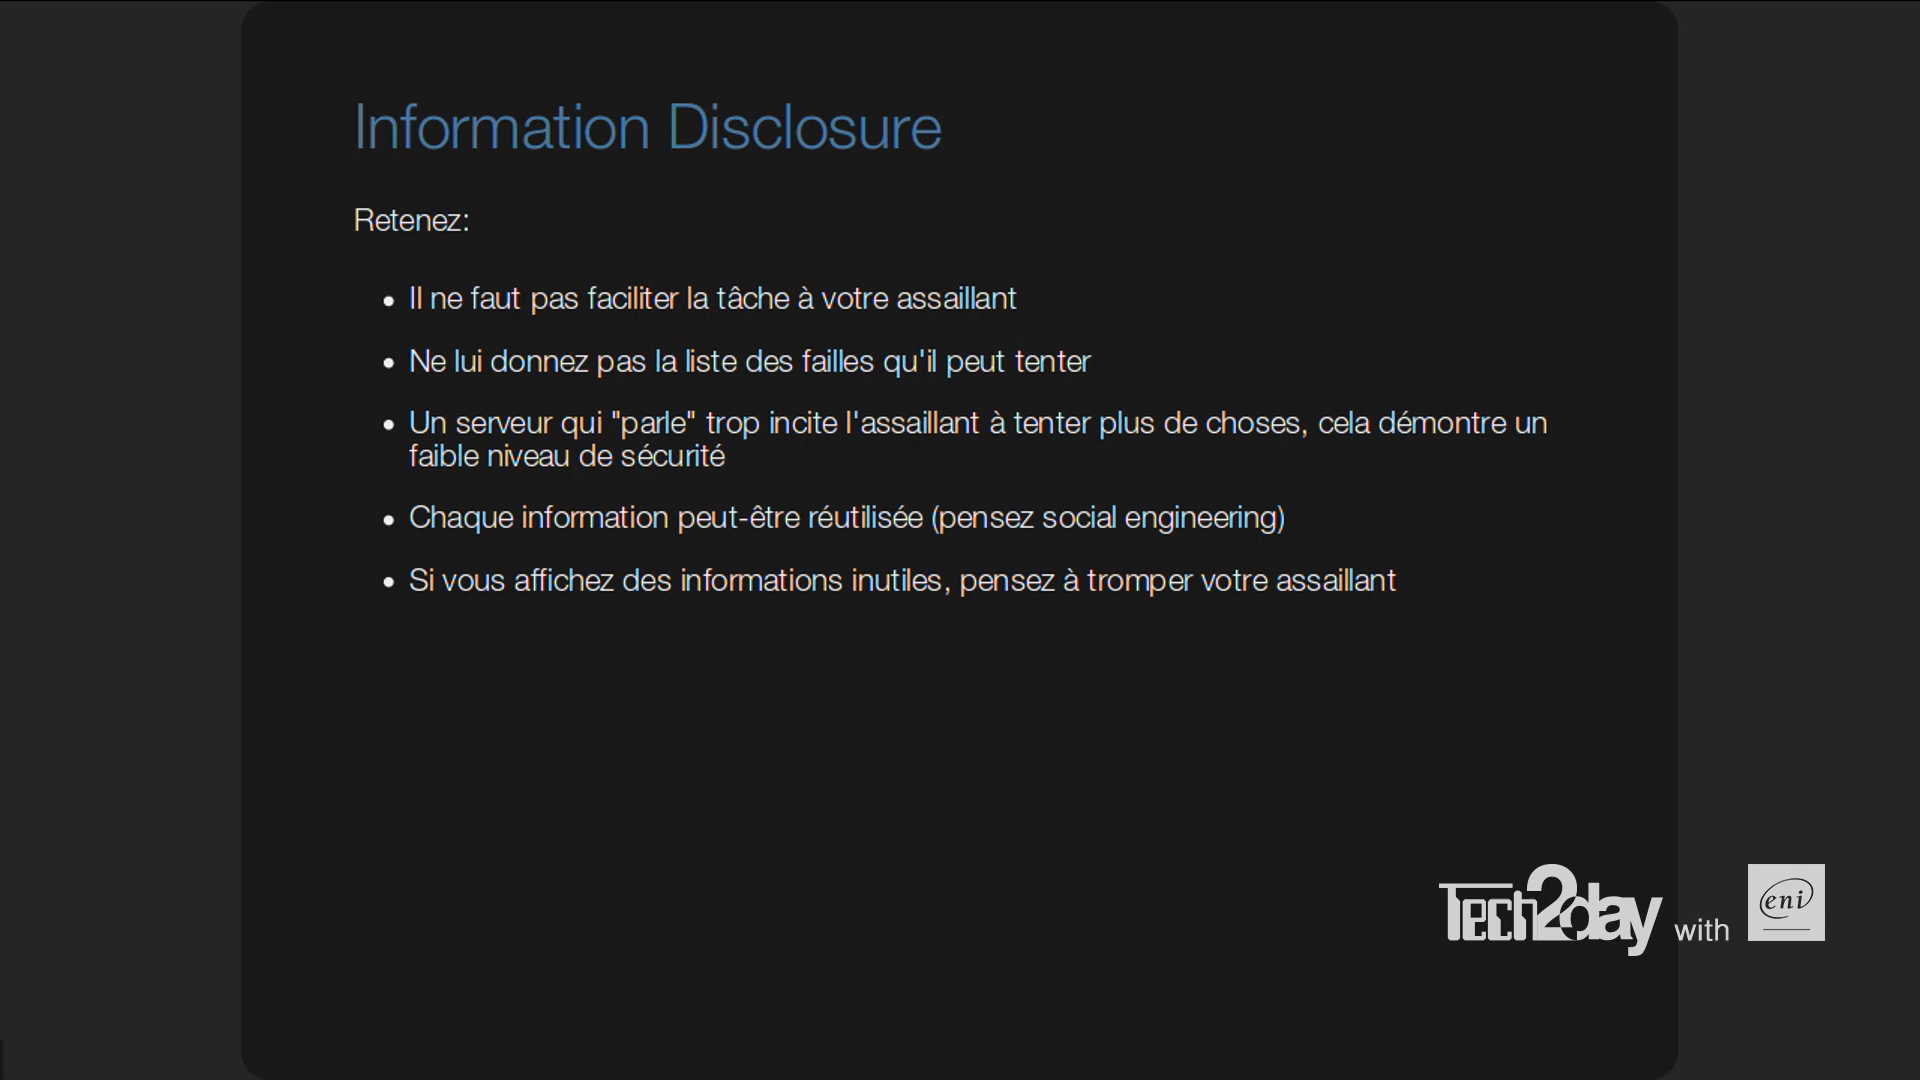 Information Disclosure
Retenez:
Il ne faut pas faciliter la tâche à votre assaillant
Ne lui donnez pas la liste des failles qu'il peut tenter
Un serveur qui "parle" trop incite l'assaillant à tenter plus de choses, cela démontre un
faible niveau de sécurité
Chaque information peut-être réutilisée (pensez social engineering)
Si vous affichez des informations inutiles, pensez à tromper votre assaillant
Tech2day with eni